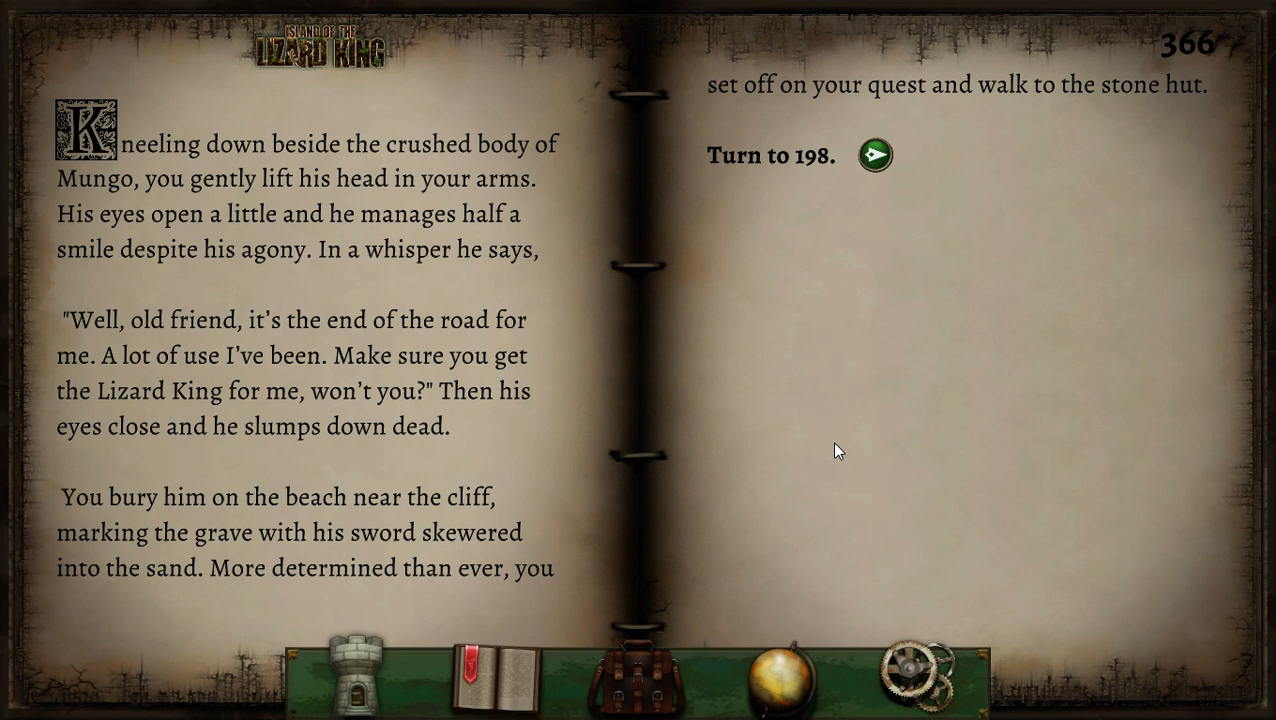 ISLAND OF THE
LIZARD KING
366
Kneeling down beside the crushed body of
Mungo, you gently lift his head in your arms.
His eyes open a little and he manages half a
smile despite his agony. In a whisper he says,
"Well, old friend, it’s the end of the road for
me. A lot of use I’ve been. Make sure you get
the Lizard King for me, won’t you?" Then his
eyes close and he slumps down dead.
You bury him on the beach near the cliff,
marking the grave with his sword skewered
into the sand. More determined than ever, you
set off on your quest and walk to the stone hut.
Turn to 198.